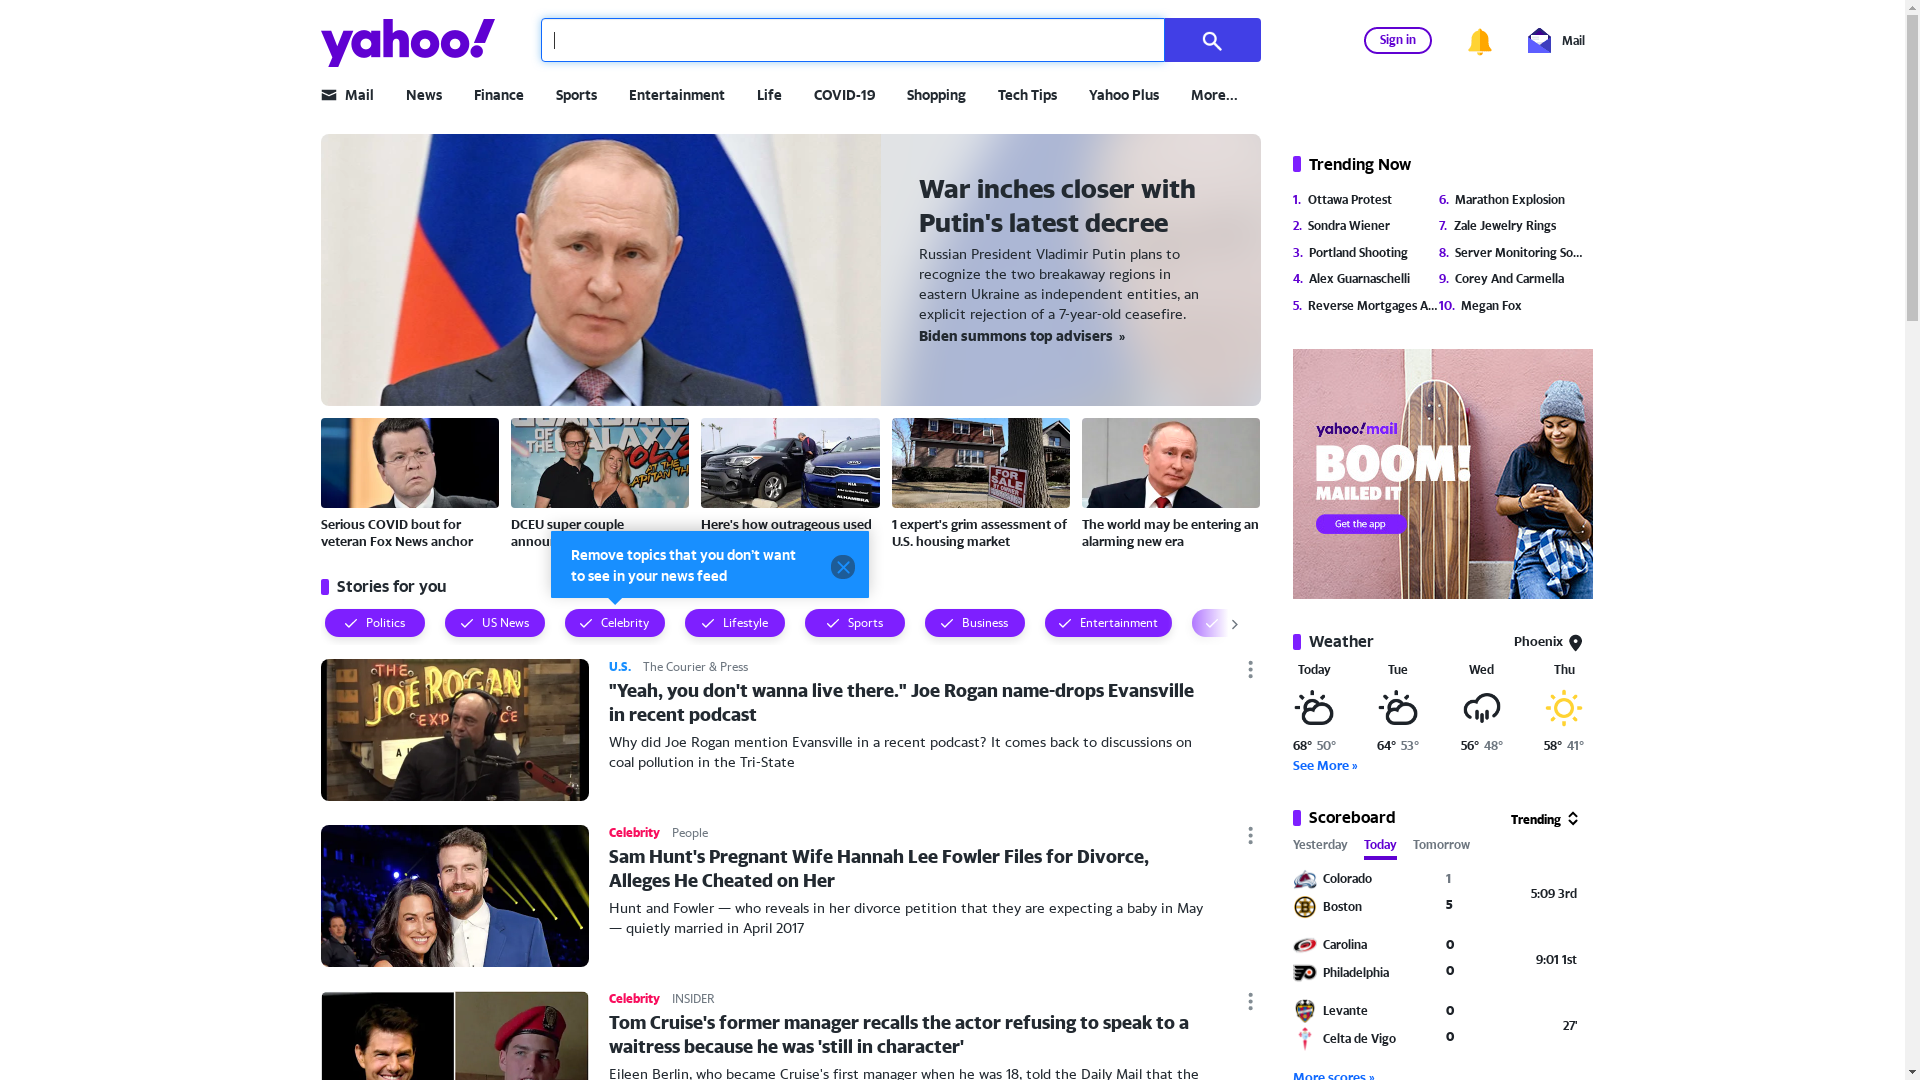 yahoo!
Sign in
Mail
Mail
News
Finance
Sports
Entertainment
Life
COVID-19
Shopping
Tech Tips
Yahoo Plus
More...
War inches closer with
Putin's latest decree
Russian President Vladimir Putin plans to
recognize the two breakaway regions in
eastern Ukraine as independent entities, an
explicit rejection of a 7-year-old ceasefire.
Biden summons top advisers »
Serious COVID bout for
veteran Fox News anchor
DCEU super couple
Here's how outrageous used
1 expert's grim assessment of
U.S. housing market
The world may be entering an
alarming new era
Remove topics that you don't want
to see in your news feed
Stories for you
Politics
US News
Celebrity
Lifestyle
Sports
Business
Entertainment
U.S. The Courier & Press
"Yeah, you don't wanna live there." Joe Rogan name-drops Evansville
in recent podcast
Why did Joe Rogan mention Evansville in a recent podcast? It comes back to discussions on
coal pollution in the Tri-State
THE
JOE ROGAN
Celebrity People
Sam Hunt's Pregnant Wife Hannah Lee Fowler Files for Divorce,
Alleges He Cheated on Her
Hunt and Fowler — who reveals in her divorce petition that they are expecting a baby in May
— quietly married in April 2017
Celebrity INSIDER
Tom Cruise's former manager recalls the actor refusing to speak to a
waitress because he was 'still in character'
Eileen Berlin, who became Cruise's first manager when he was 18, told the Daily Mail that the
Trending Now
1. Ottawa Protest
2. Sondra Wiener
3. Portland Shooting
4. Alex Guarnaschelli
5. Reverse Mortgages A...
6. Marathon Explosion
7. Zale Jewelry Rings
8. Server Monitoring So...
9. Corey And Carmella
10. Megan Fox
yahoo!mail
BOOM!
MAILED IT
Get the app
Weather
Phoenix
Today
Tue
Wed
Thu
68° 50°
64° 53°
56° 48°
58° 41°
See More »
Scoreboard
Trending
Yesterday
Today
Tomorrow
Colorado 1
Boston 5
5:09 3rd
Carolina 0
Philadelphia 0
9:01 1st
Levante 0
Celta de Vigo 0
27'
More scores »